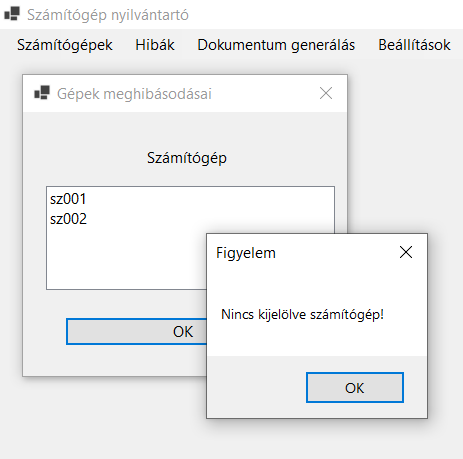 Számítógép nyilvántartó
Számítógépek Hibák Dokumentum generálás Beállítások
Gépek meghibásodásai
Számítógép
sz001
sz002
OK
Figyelem
Nincs kijelölve számítógép!
OK